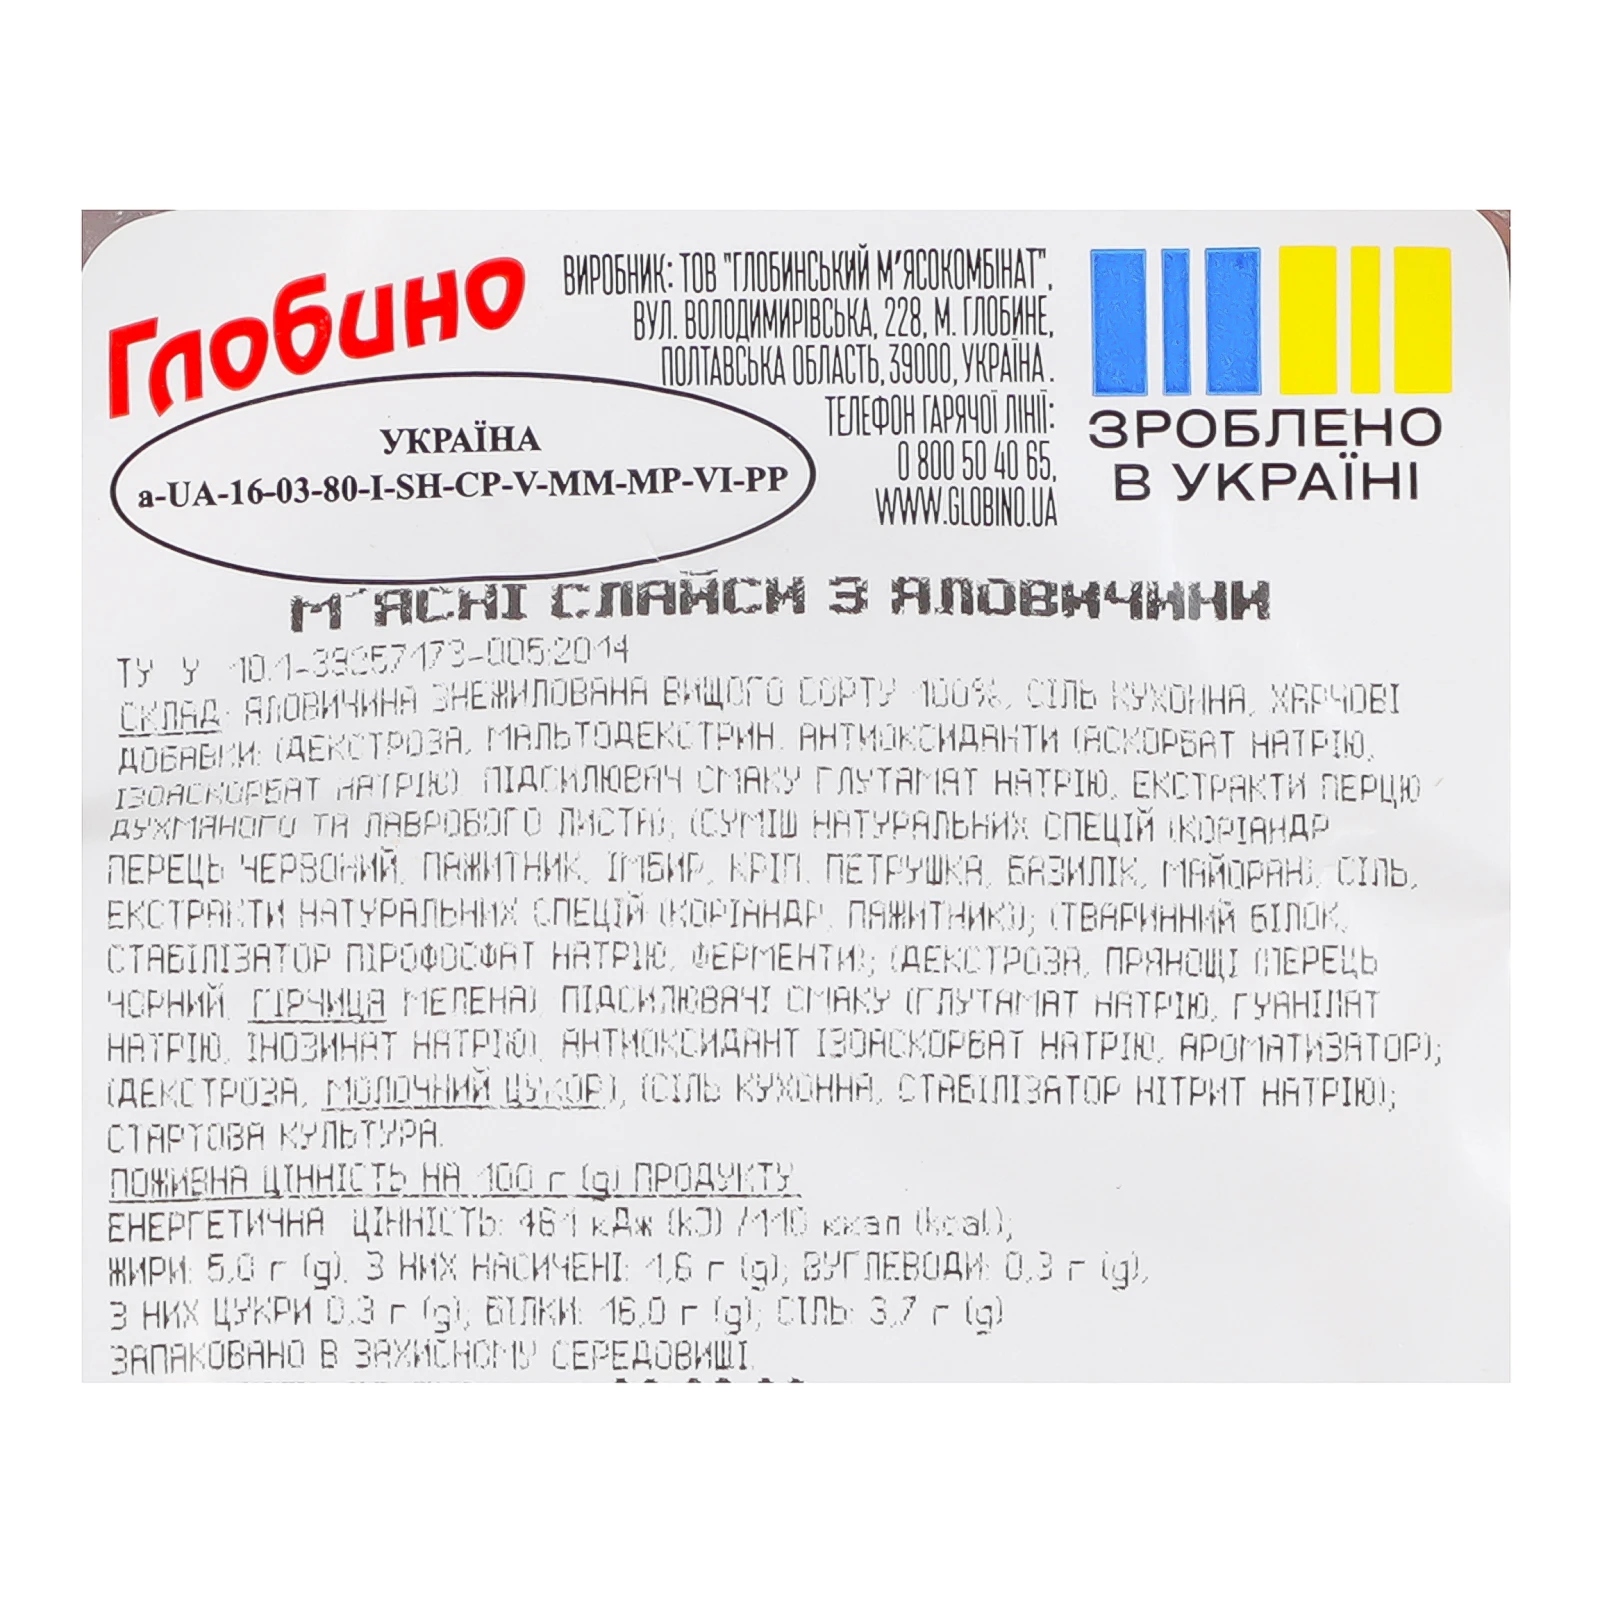 Глобино
ВИРОБНИК: ТОВ "ГЛОБИНСЬКИЙ М'ЯСОКОМБІНАТ",
ВУЛ. ВОЛОДИМИРІВСЬКА, 228, М. ГЛОБИНЕ,
ПОЛТАВСЬКА ОБЛАСТЬ, 39000, УКРАЇНА.
ТЕЛЕФОН ГАРЯЧОЇ ЛІНІЇ:
0 800 50 40 65,
WWW.GLOBINO.UA
ЗРОБЛЕНО
В УКРАЇНІ
УКРАЇНА
a-UA-16-03-80-I-SH-CP-V-MM-MP-VI-PP
М´ЯСНІ СЛАЙСИ З ЯЛОВИЧИНИ
ТУ У 10.1-33257173-005:2014
СКЛАД: ЯЛОВИЧИНА ЗНЕЖИЛОВАНА ВИЩОГО СОРТУ 100%, СІЛЬ КУХОННА, ХАРЧОВІ
ДОБАВКИ: (ДЕКСТРОЗА, МАЛЬТОДЕКСТРИН, АНТИОКСИДАНТИ (АСКОРБАТ НАТРІЮ,
ІЗОАСКОРБАТ НАТРІЮ), ПІДСИЛЮВАЧ СМАКУ ГЛУТАМАТ НАТРІЮ, ЕКСТРАКТИ ПЕРЦЮ
ДУХМЯНОГО ТА ЛАВРОВОГО ЛИСТА); (СУМІШ НАТУРАЛЬНИХ СПЕЦІЙ (КОРІАНДР,
ПЕРЕЦЬ ЧЕРВОНИЙ, ПАЖИТНИК, ІМБИР, КРІП, ПЕТРУШКА, БАЗИЛІК, МАЙОРАН), СІЛЬ,
ЕКСТРАКТИ НАТУРАЛЬНИХ СПЕЦІЙ (КОРІАНДР, ПАЖИТНИК)); (ТВАРИННИЙ БІЛОК,
СТАБІЛІЗАТОР ПІРОФОСФАТ НАТРІЮ, ФЕРМЕНТИ); (ДЕКСТРОЗА, ПРЯНОЩІ (ПЕРЕЦЬ
ЧОРНИЙ, ГІРЧИЦЯ МЕЛЕНА), ПІДСИЛЮВАЧІ СМАКУ (ГЛУТАМАТ НАТРІЮ, ГУАНІЛАТ
НАТРІЮ, ІНОЗИНАТ НАТРІЮ), АНТИОКСИДАНТ ІЗОАСКОРБАТ НАТРІЮ, АРОМАТИЗАТОР);
(ДЕКСТРОЗА, МОЛОЧНИЙ ЦУКОР), (СІЛЬ КУХОННА, СТАБІЛІЗАТОР НІТРИТ НАТРІЮ);
СТАРТОВА КУЛЬТУРА.
ПОЖИВНА ЦІННІСТЬ НА 100 г (g) ПРОДУКТУ
ЕНЕРГЕТИЧНА ЦІННІСТЬ: 461 кДж (kJ) /110 ккал (kcal);
ЖИРИ: 5,0 г (g), З НИХ НАСИЧЕНІ: 1,6 г (g); ВУГЛЕВОДИ: 0,3 г (g),
З НИХ ЦУКРИ 0,3 г (g); БІЛКИ: 16,0 г (g); СІЛЬ: 3,7 г (g)
ЗАПАКОВАНО В ЗАХИСНОМУ СЕРЕДОВИЩІ.